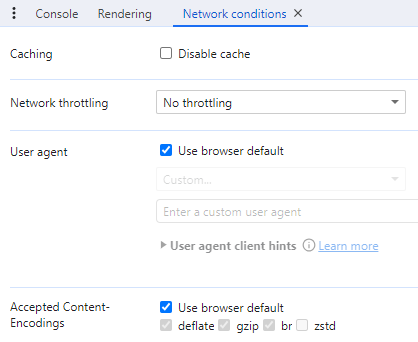 Console Rendering Network conditions
Caching Disable cache
Network throttling No throttling
User agent Use browser default
Custom...
Enter a custom user agent
User agent client hints Learn more
Accepted Content- Use browser default
Encodings deflate gzip br zstd